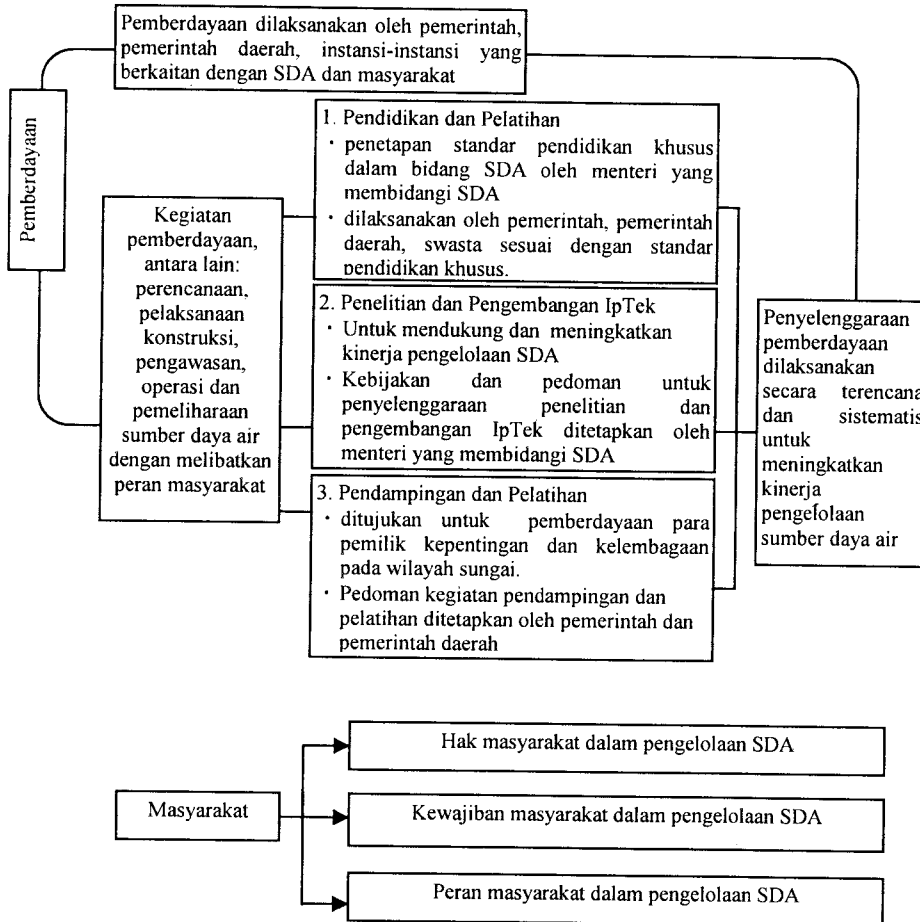 Pemberdayaan dilaksanakan oleh pemerintah,
pemerintah daerah, instansi-instansi yang
berkaitan dengan SDA dan masyarakat
Pemberdayaan
Kegiatan
pemberdayaan,
antara lain:
perencanaan,
pelaksanaan
konstruksi,
pengawasan,
operasi dan
pemeliharaan
sumber daya air
dengan melibatkan
peran masyarakat
1. Pendidikan dan Pelatihan
· penetapan standar pendidikan khusus
dalam bidang SDA oleh menteri yang
membidangi SDA
· dilaksanakan oleh pemerintah, pemerintah
daerah, swasta sesuai dengan standar
pendidikan khusus.
2. Penelitian dan Pengembangan IpTek
· Untuk mendukung dan meningkatkan
kinerja pengelolaan SDA
· Kebijakan dan pedoman untuk
penyelenggaraan penelitian dan
pengembangan IpTek ditetapkan oleh
menteri yang membidangi SDA
3. Pendampingan dan Pelatihan
· ditujukan untuk pemberdayaan para
pemilik kepentingan dan kelembagaan
pada wilayah sungai.
· Pedoman kegiatan pendampingan dan
pelatihan ditetapkan oleh pemerintah dan
pemerintah daerah
Penyelenggaraan
pemberdayaan
dilaksanakan
secara terencana
dan sistematis
untuk
meningkatkan
kinerja
pengelolaan
sumber daya air
Masyarakat
Hak masyarakat dalam pengelolaan SDA
Kewajiban masyarakat dalam pengelolaan SDA
Peran masyarakat dalam pengelolaan SDA